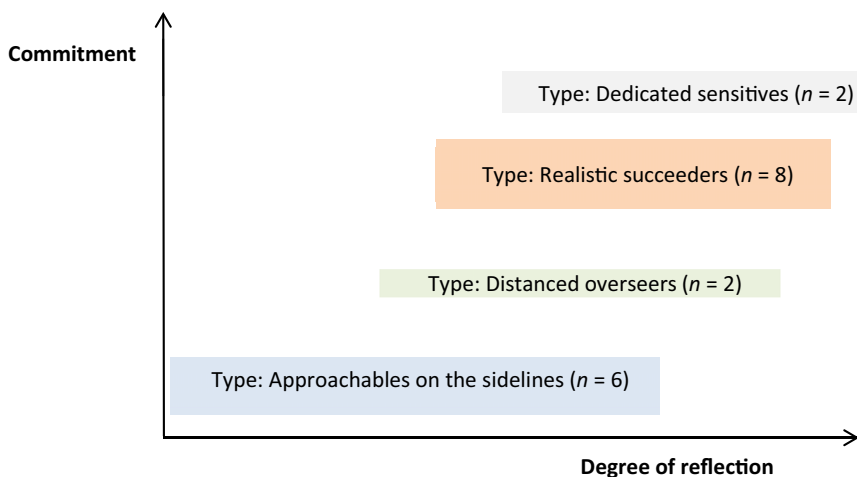 Commitment
Type: Dedicated sensitives (n = 2)
Type: Realistic succeeders (n = 8)
Type: Distanced overseers (n = 2)
Type: Approachables on the sidelines (n = 6)
Degree of reflection